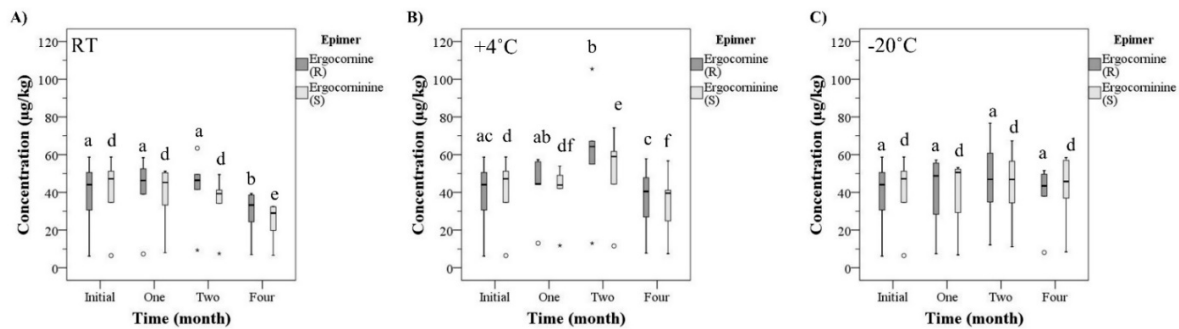 A)
RT
Concentration (µg/kg)
120
100
80
60
40
20
0
a
d
a
d
a
d
b
e
Initial
One
Two
Four
Time (month)
Epimer
Ergocornine
(R)
Ergocorninine
(S)
B)
+4˚C
Concentration (µg/kg)
120
100
80
60
40
20
0
ac
d
ab
df
b
e
c
f
Initial
One
Two
Four
Time (month)
Epimer
Ergocornine
(R)
Ergocorninine
(S)
C)
-20˚C
Concentration (µg/kg)
120
100
80
60
40
20
0
a
d
a
d
a
d
a
d
Initial
One
Two
Four
Time (month)
Epimer
Ergocornine
(R)
Ergocorninine
(S)